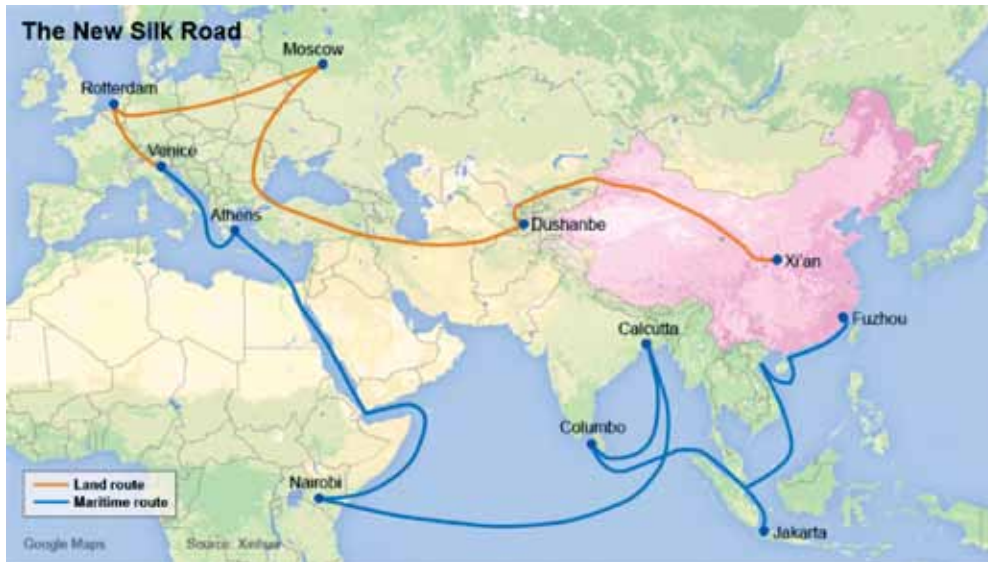 The New Silk Road
Moscow
Rotterdam
Venice
Athens
Dushanbe
Xi'an
Fuzhou
Calcutta
Columbo
Nairobi
Jakarta
Land route
Maritime route
Google Maps
Source: Xinhua